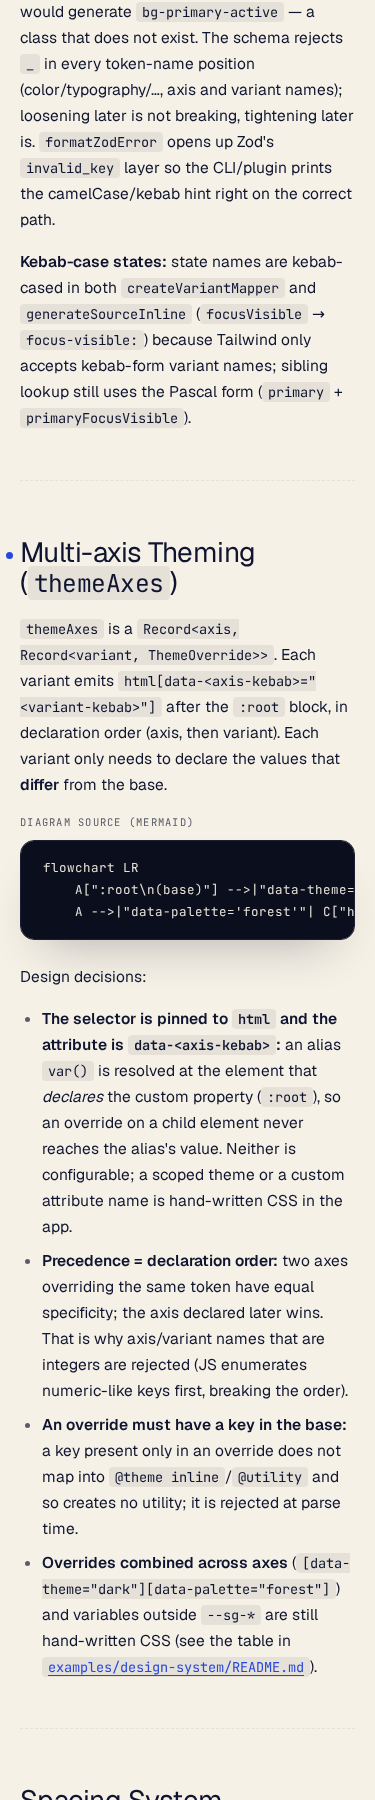 would generate bg-primary-active — a
class that does not exist. The schema rejects
_ in every token-name position
(color/typography/…, axis and variant names);
loosening later is not breaking, tightening later
is. formatZodError opens up Zod's
invalid_key layer so the CLI/plugin prints
the camelCase/kebab hint right on the correct
path.
Kebab-case states: state names are kebab-
cased in both createVariantMapper and
generateSourceInline (focusVisible →
focus-visible:) because Tailwind only
accepts kebab-form variant names; sibling
lookup still uses the Pascal form (primary +
primaryFocusVisible).
Multi-axis Theming
(themeAxes)
themeAxes is a Record<axis,
Record<variant, ThemeOverride>>. Each
variant emits html[data-<axis-kebab>="
<variant-kebab>"] after the :root block, in
declaration order (axis, then variant). Each
variant only needs to declare the values that
differ from the base.
DIAGRAM SOURCE (MERMAID)
flowchart LR
A[":root\n(base)"] -->|"data-theme=
A -->|"data-palette='forest'"| C["h
Design decisions:
The selector is pinned to html and the
attribute is data-<axis-kebab>: an alias
var() is resolved at the element that
declares the custom property (:root), so
an override on a child element never
reaches the alias's value. Neither is
configurable; a scoped theme or a custom
attribute name is hand-written CSS in the
app.
Precedence = declaration order: two axes
overriding the same token have equal
specificity; the axis declared later wins.
That is why axis/variant names that are
integers are rejected (JS enumerates
numeric-like keys first, breaking the order).
An override must have a key in the base:
a key present only in an override does not
map into @theme inline/@utility and
so creates no utility; it is rejected at parse
time.
Overrides combined across axes ([data-
theme="dark"][data-palette="forest"])
and variables outside --sg-* are still
hand-written CSS (see the table in
examples/design-system/README.md).
Spacing System